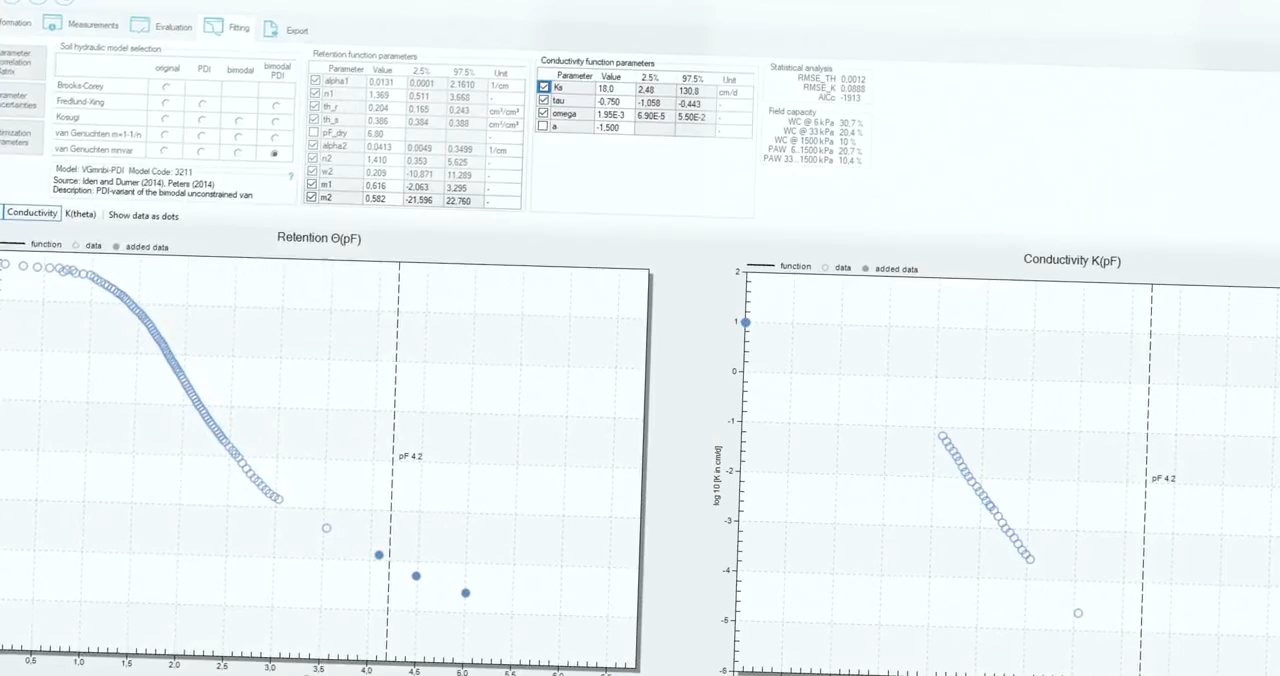 Measurements Evaluation Fitting Export
Soil hydraulic model selection
original PDI bimodal bimodal PDI
Brooks-Corey
Fredlund-Xing
Kosugi
van Genuchten m=1-1/n
van Genuchten mnvar
Model: VGmnbi-PDI Model Code: 3211
Source: Iden and Durner (2014), Peters (2014)
Description: PDI-variant of the bimodal unconstrained van
?
Retention function parameters
Parameter Value 2.5% 97.5% Unit
alpha1 0.0131 0.0001 2.1610 1/cm
n1 1,369 0.511 3.668 -
th_r 0.204 0.165 0.243 cm³/cm³
th_s 0.386 0.384 0.388 cm³/cm³
pF_dry 6.80 -
alpha2 0.0413 0.0049 0.3499 1/cm
n2 1,410 0.353 5.625 -
w2 0.209 -10,871 11.289 -
m1 0,616 -2,063 3.295 -
m2 0.582 -21,596 22.760 -
Conductivity function parameters
Parameter Value 2.5% 97.5% Unit
Ks 18.0 2,48 130,8 cm/d
tau -0,750 -1,058 -0,443 -
omega 1.95E-3 6.90E-5 5.50E-2 -
a -1,500 -
Statistical analysis
RMSE_TH 0.0012
RMSE_K 0.0888
AICc -1913
Field capacity
WC @ 6 kPa 30,7 %
WC @ 33 kPa 20,4 %
WC @ 1500 kPa 10 %
PAW 6..1500 kPa 20,7 %
PAW 33..1500 kPa 10,4 %
Conductivity K(theta) Show data as dots
Retention Θ(pF)
function data added data
pF 4.2
0,5 1,0 1,5 2,0 2,5 3,0 3,5 4,0 4,5 5,0
Conductivity K(pF)
function data added data
log 10 [K in cm/d]
2
1
0
-1
-2
-3
-4
-5
-6
pF 4.2